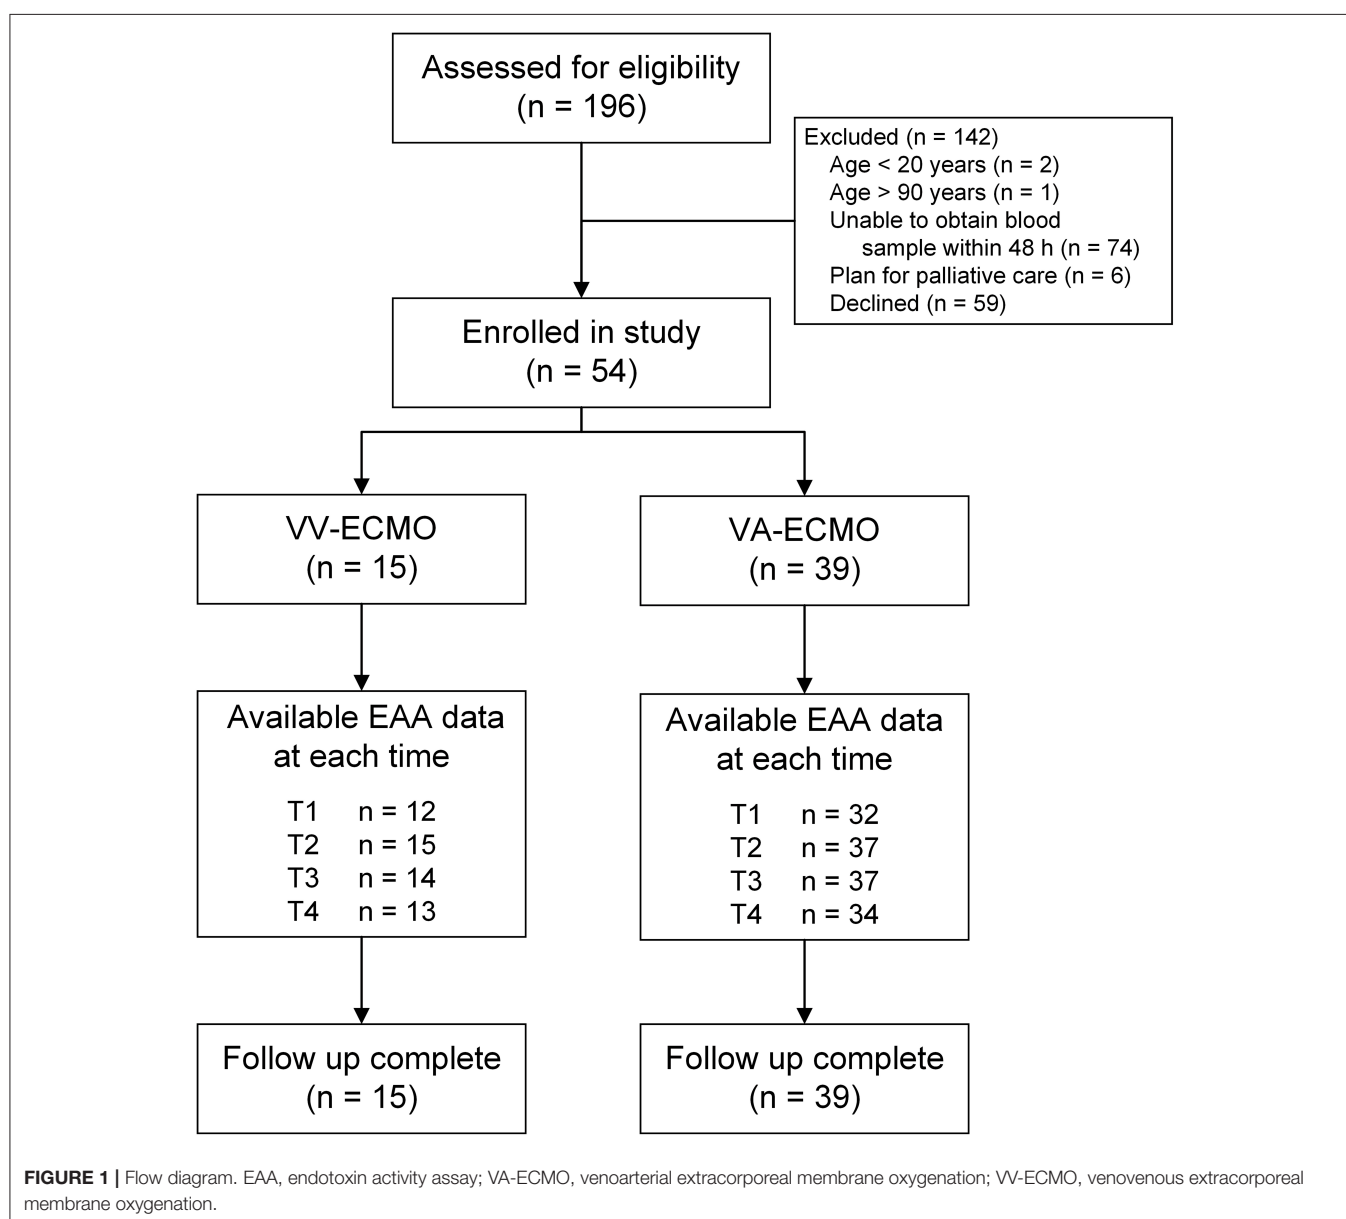 Assessed for eligibility
(n = 196)
Excluded (n = 142)
Age < 20 years (n = 2)
Age > 90 years (n = 1)
Unable to obtain blood
sample within 48 h (n = 74)
Plan for palliative care (n = 6)
Declined (n = 59)
Enrolled in study
(n = 54)
VV-ECMO
(n = 15)
VA-ECMO
(n = 39)
Available EAA data
at each time
T1 n = 12
T2 n = 15
T3 n = 14
T4 n = 13
Available EAA data
at each time
T1 n = 32
T2 n = 37
T3 n = 37
T4 n = 34
Follow up complete
(n = 15)
Follow up complete
(n = 39)
FIGURE 1 | Flow diagram. EAA, endotoxin activity assay; VA-ECMO, venoarterial extracorporeal membrane oxygenation; VV-ECMO, venovenous extracorporeal
membrane oxygenation.